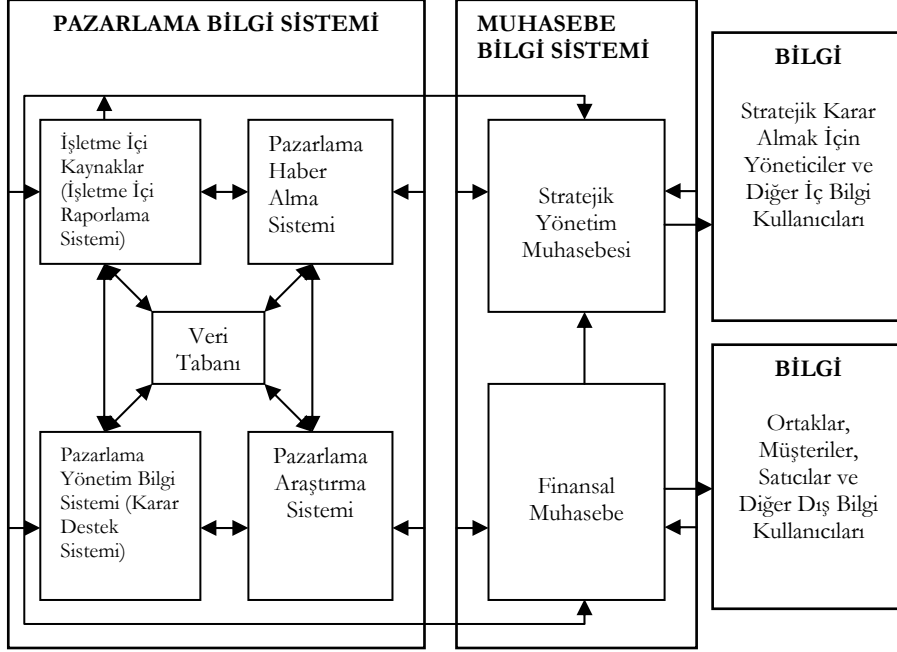 PAZARLAMA BİLGİ SİSTEMİ
İşletme İçi
Kaynaklar
(İşletme İçi
Raporlama
Sistemi)
Pazarlama
Haber
Alma
Sistemi
Veri
Tabanı
Pazarlama
Yönetim Bilgi
Sistemi (Karar
Destek
Sistemi)
Pazarlama
Araştırma
Sistemi
MUHASEBE
BİLGİ SİSTEMİ
Stratejik
Yönetim
Muhasebesi
Finansal
Muhasebe
BİLGİ
Stratejik Karar
Almak İçin
Yöneticiler ve
Diğer İç Bilgi
Kullanıcıları
BİLGİ
Ortaklar,
Müşteriler,
Satıcılar ve
Diğer Dış Bilgi
Kullanıcıları